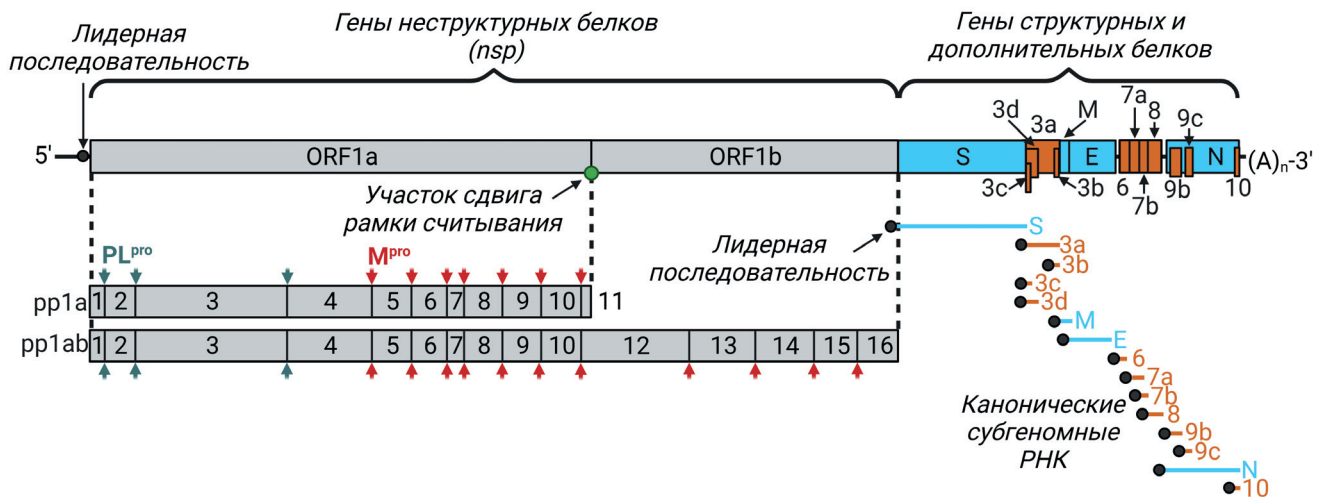 Лидерная
последовательность
Гены неструктурных белков
(nsp)
Гены структурных и
дополнительных белков
5'
ORF1a
ORF1b
S
3d
3a
M
E
7a
8
9c
N
(A)n-3'
3c
3b
6
7b
9b
10
Участок сдвига
рамки считывания
Лидерная
последовательность
PLpro
Mpro
pp1a
1 2 3 4 5 6 7 8 9 10 11
pp1ab
1 2 3 4 5 6 7 8 9 10 12 13 14 15 16
S
3a
3b
3c
3d
M
E
6
7a
7b
8
9b
9c
N
10
Канонические
субгеномные
РНК